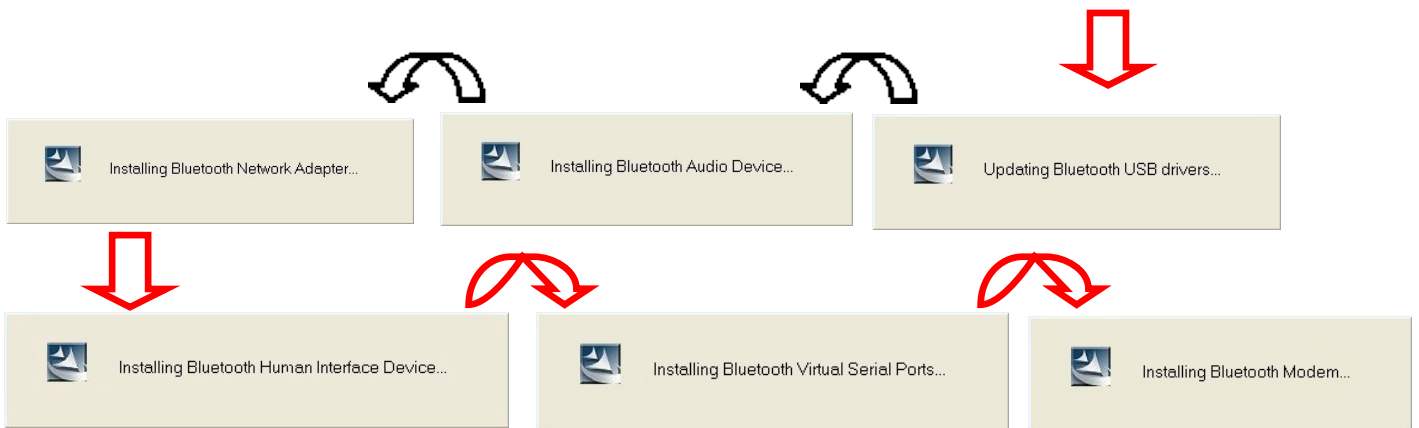 Installing Bluetooth Network Adapter...
Installing Bluetooth Audio Device...
Updating Bluetooth USB drivers...
Installing Bluetooth Human Interface Device...
Installing Bluetooth Virtual Serial Ports...
Installing Bluetooth Modem...